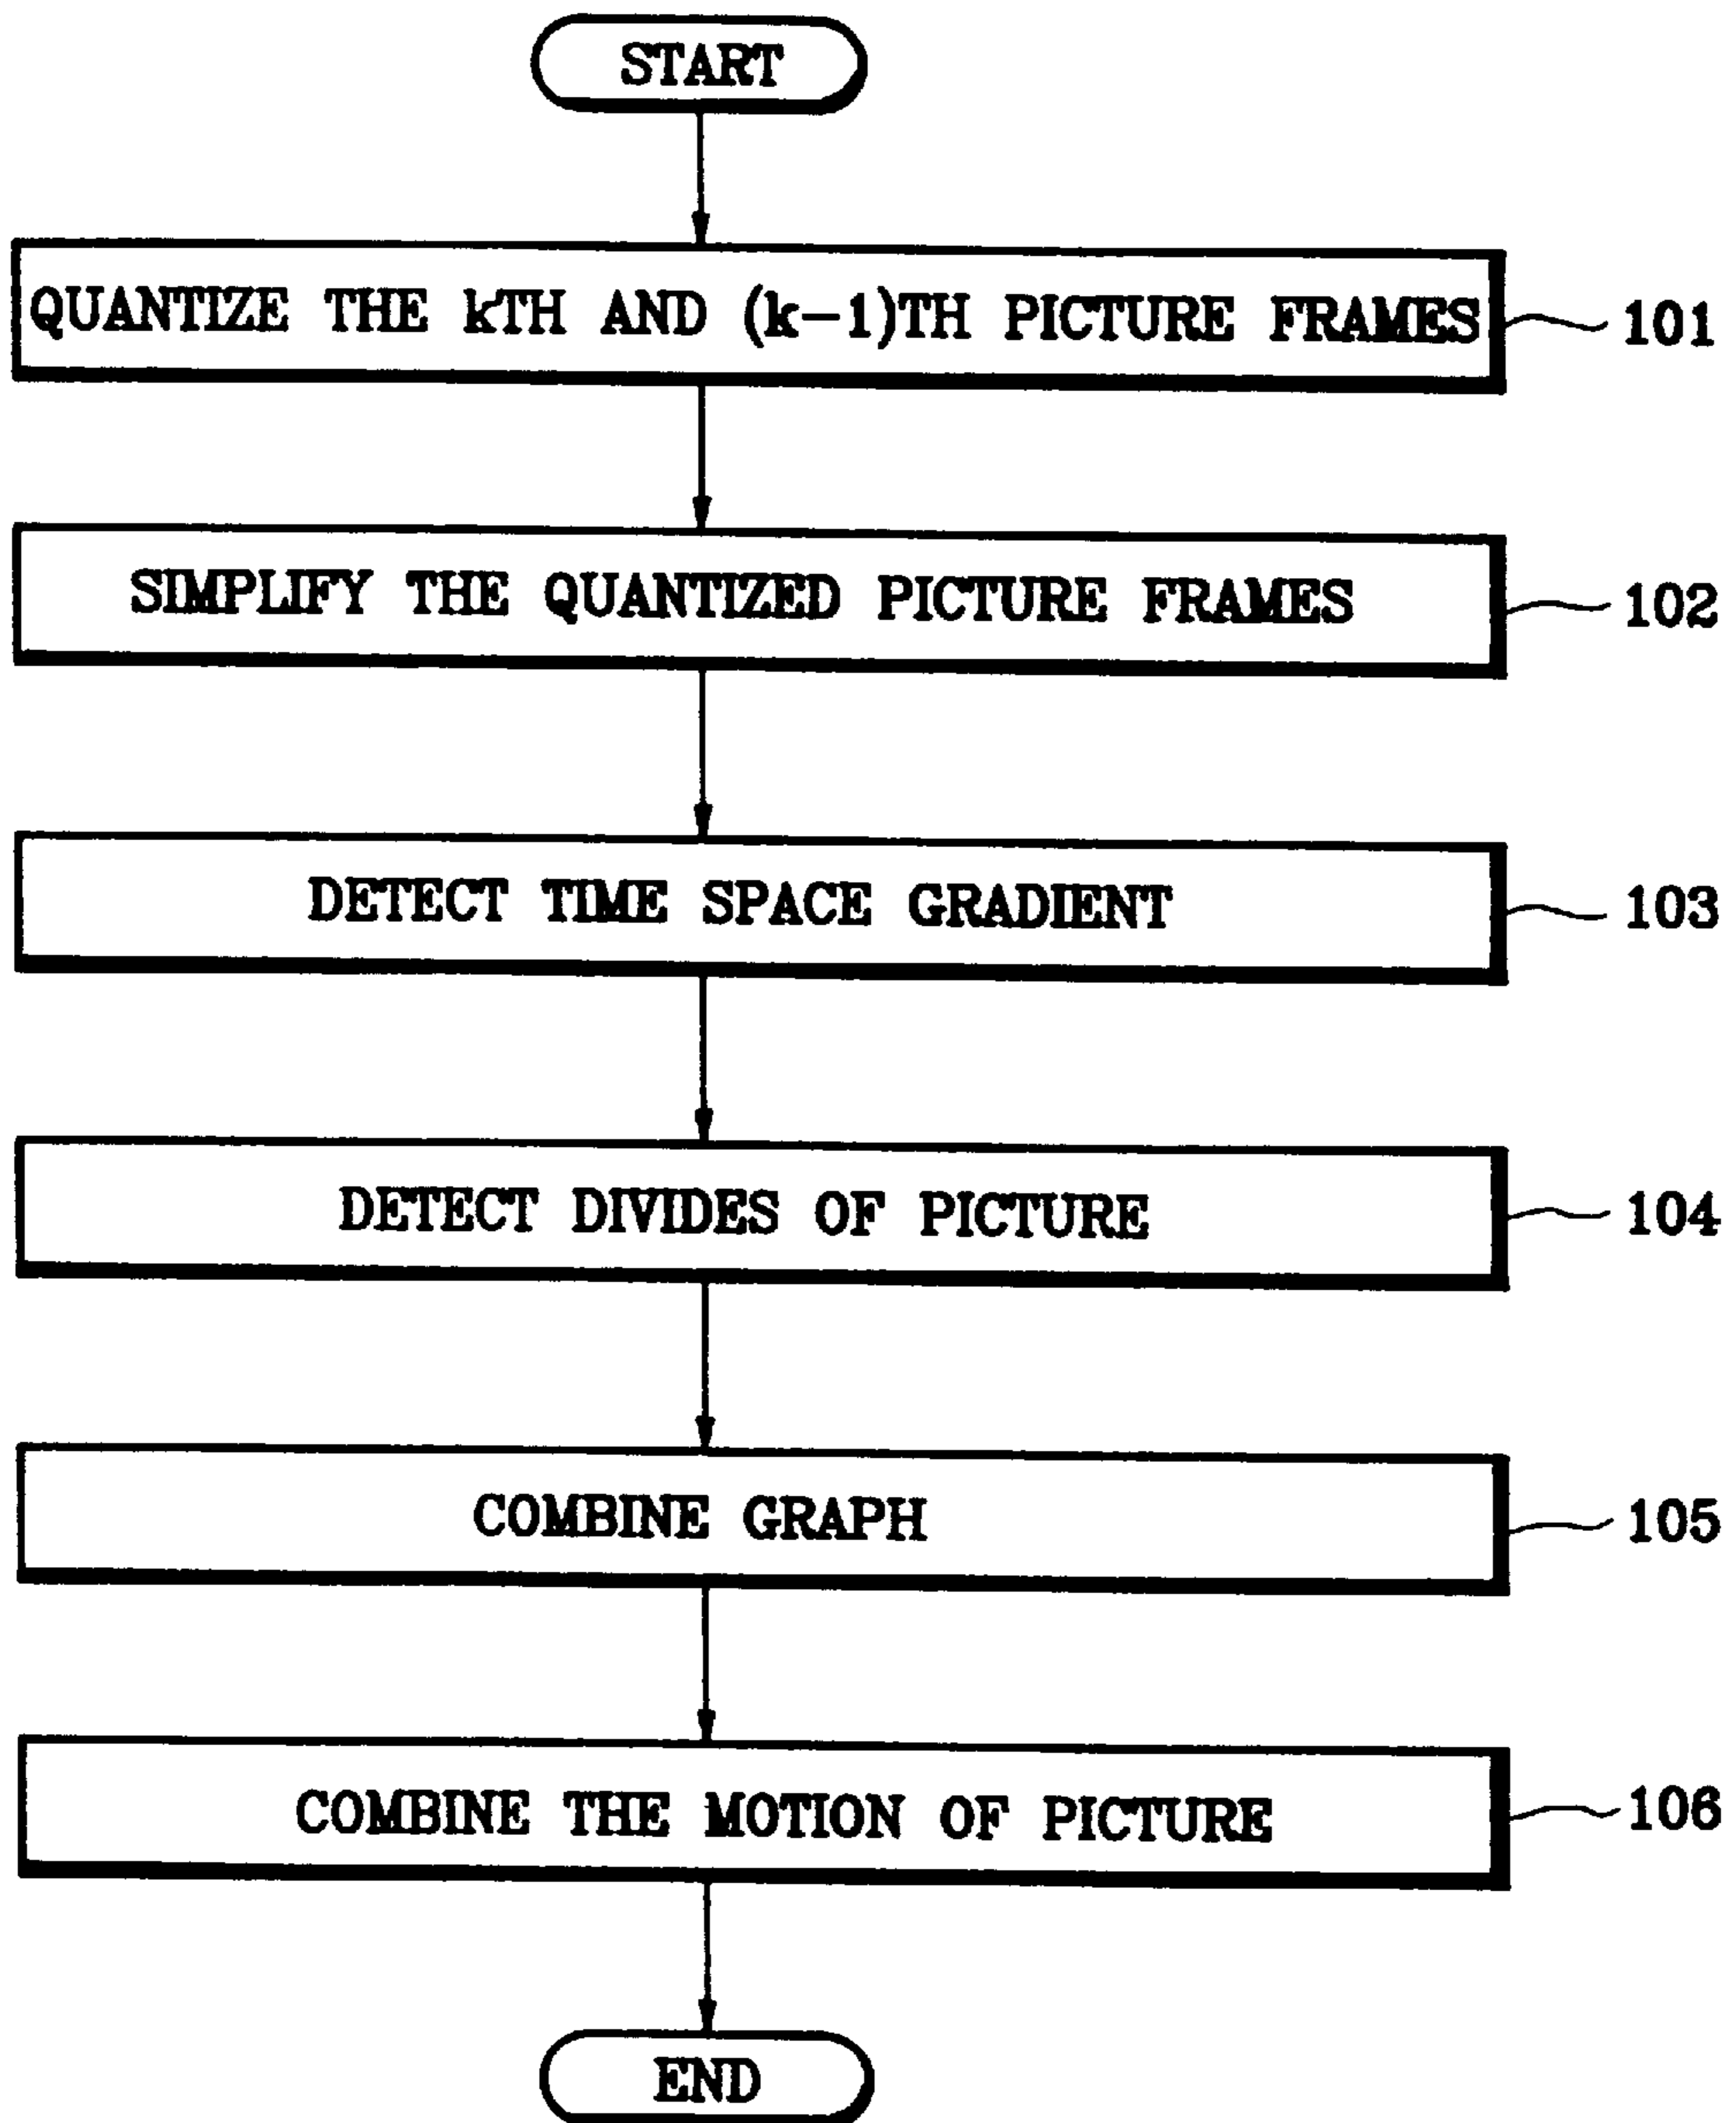 START
QUANTIZE THE kTH AND (k-1)TH PICTURE FRAMES 101
SIMPLIFY THE QUANTIZED PICTURE FRAMES 102
DETECT TIME SPACE GRADIENT 103
DETECT DIVIDES OF PICTURE 104
COMBINE GRAPH 105
COMBINE THE MOTION OF PICTURE 106
END